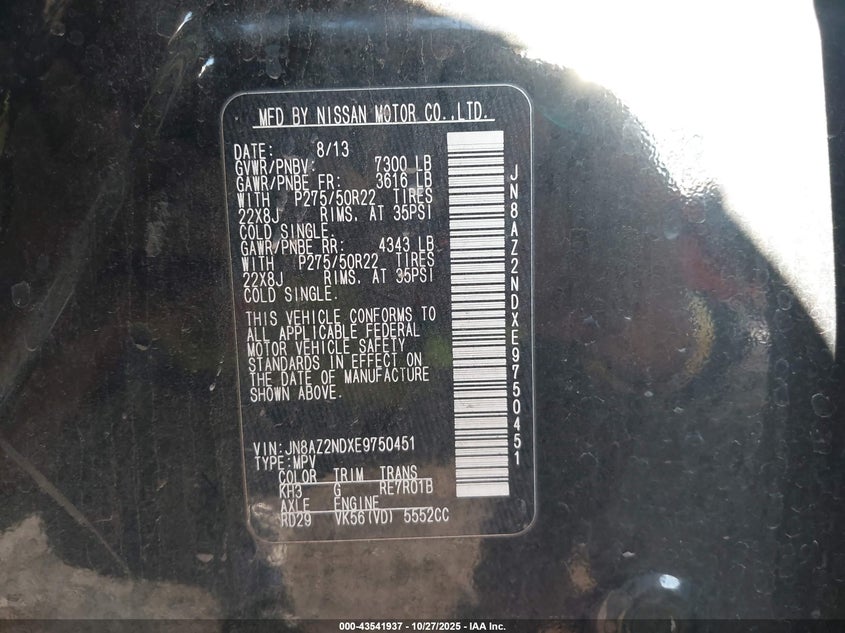 MFD BY NISSAN MOTOR CO.,LTD.
DATE: 8/13
GVWR/PNBV: 7300 LB
GAWR/PNBE FR: 3616 LB
WITH P275/50R22 TIRES
22X8J RIMS. AT 35PSI
COLD SINGLE.
GAWR/PNBE RR: 4343 LB
WITH P275/50R22 TIRES
22X8J RIMS. AT 35PSI
COLD SINGLE.
THIS VEHICLE CONFORMS TO
ALL APPLICABLE FEDERAL
MOTOR VEHICLE SAFETY
STANDARDS IN EFFECT ON
THE DATE OF MANUFACTURE
SHOWN ABOVE.
VIN:JN8AZ2NDXE9750451
TYPE:MPV
COLOR TRIM TRANS
KH3 G RE7R01B
AXLE ENGINE
RD29 VK56(VD) 5552CC
JN8AZ2NDXE9750451
000-43541937 - 10/27/2025 - IAA Inc.